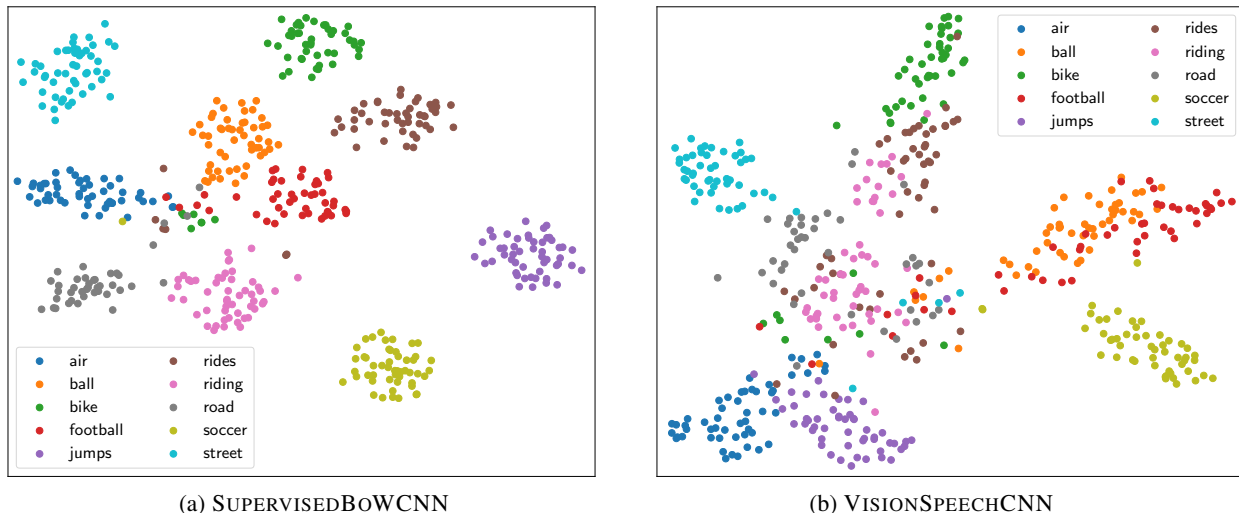 air rides
ball riding
bike road
football soccer
jumps street
(a) SUPERVISEDBOWCNN
air rides
ball riding
bike road
football soccer
jumps street
(b) VISIONSPEECHCNN